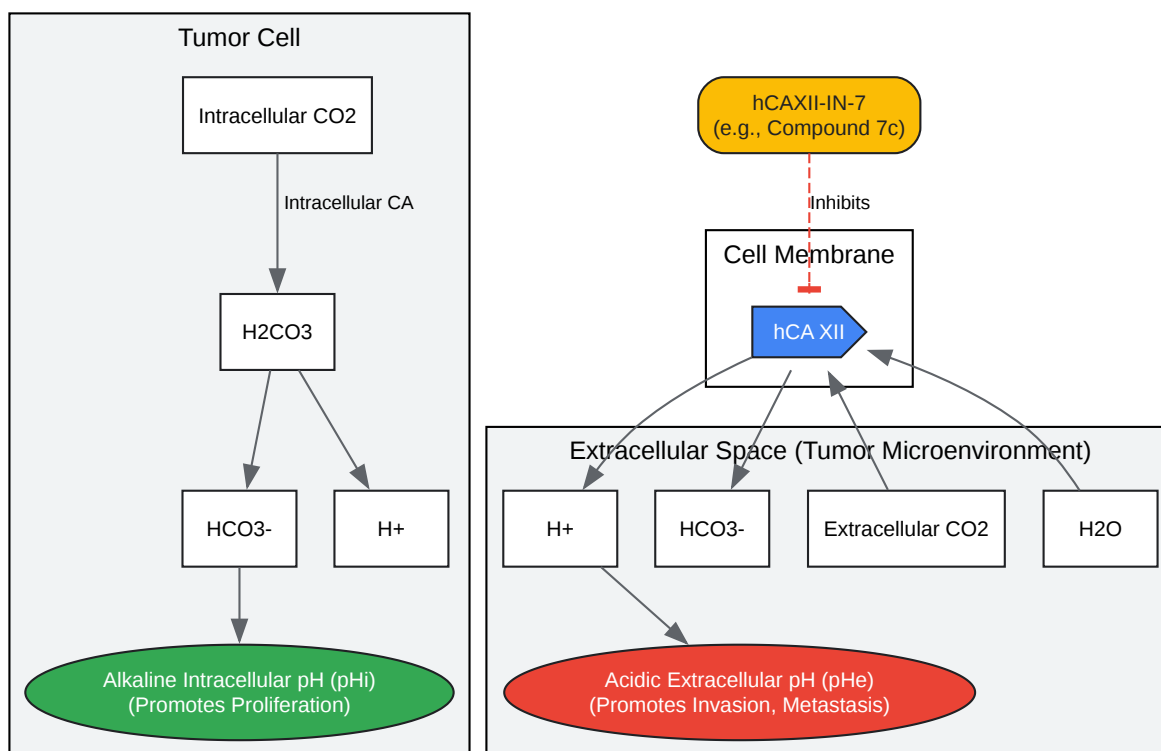 Tumor Cell
Intracellular CO2
Intracellular CA
H2CO3
HCO3-
H+
Alkaline Intracellular pH (pHi)
(Promotes Proliferation)
hCAXII-IN-7
(e.g., Compound 7c)
Inhibits
Cell Membrane
hCA XII
Extracellular Space (Tumor Microenvironment)
H+
HCO3-
Extracellular CO2
H2O
Acidic Extracellular pH (pHe)
(Promotes Invasion, Metastasis)